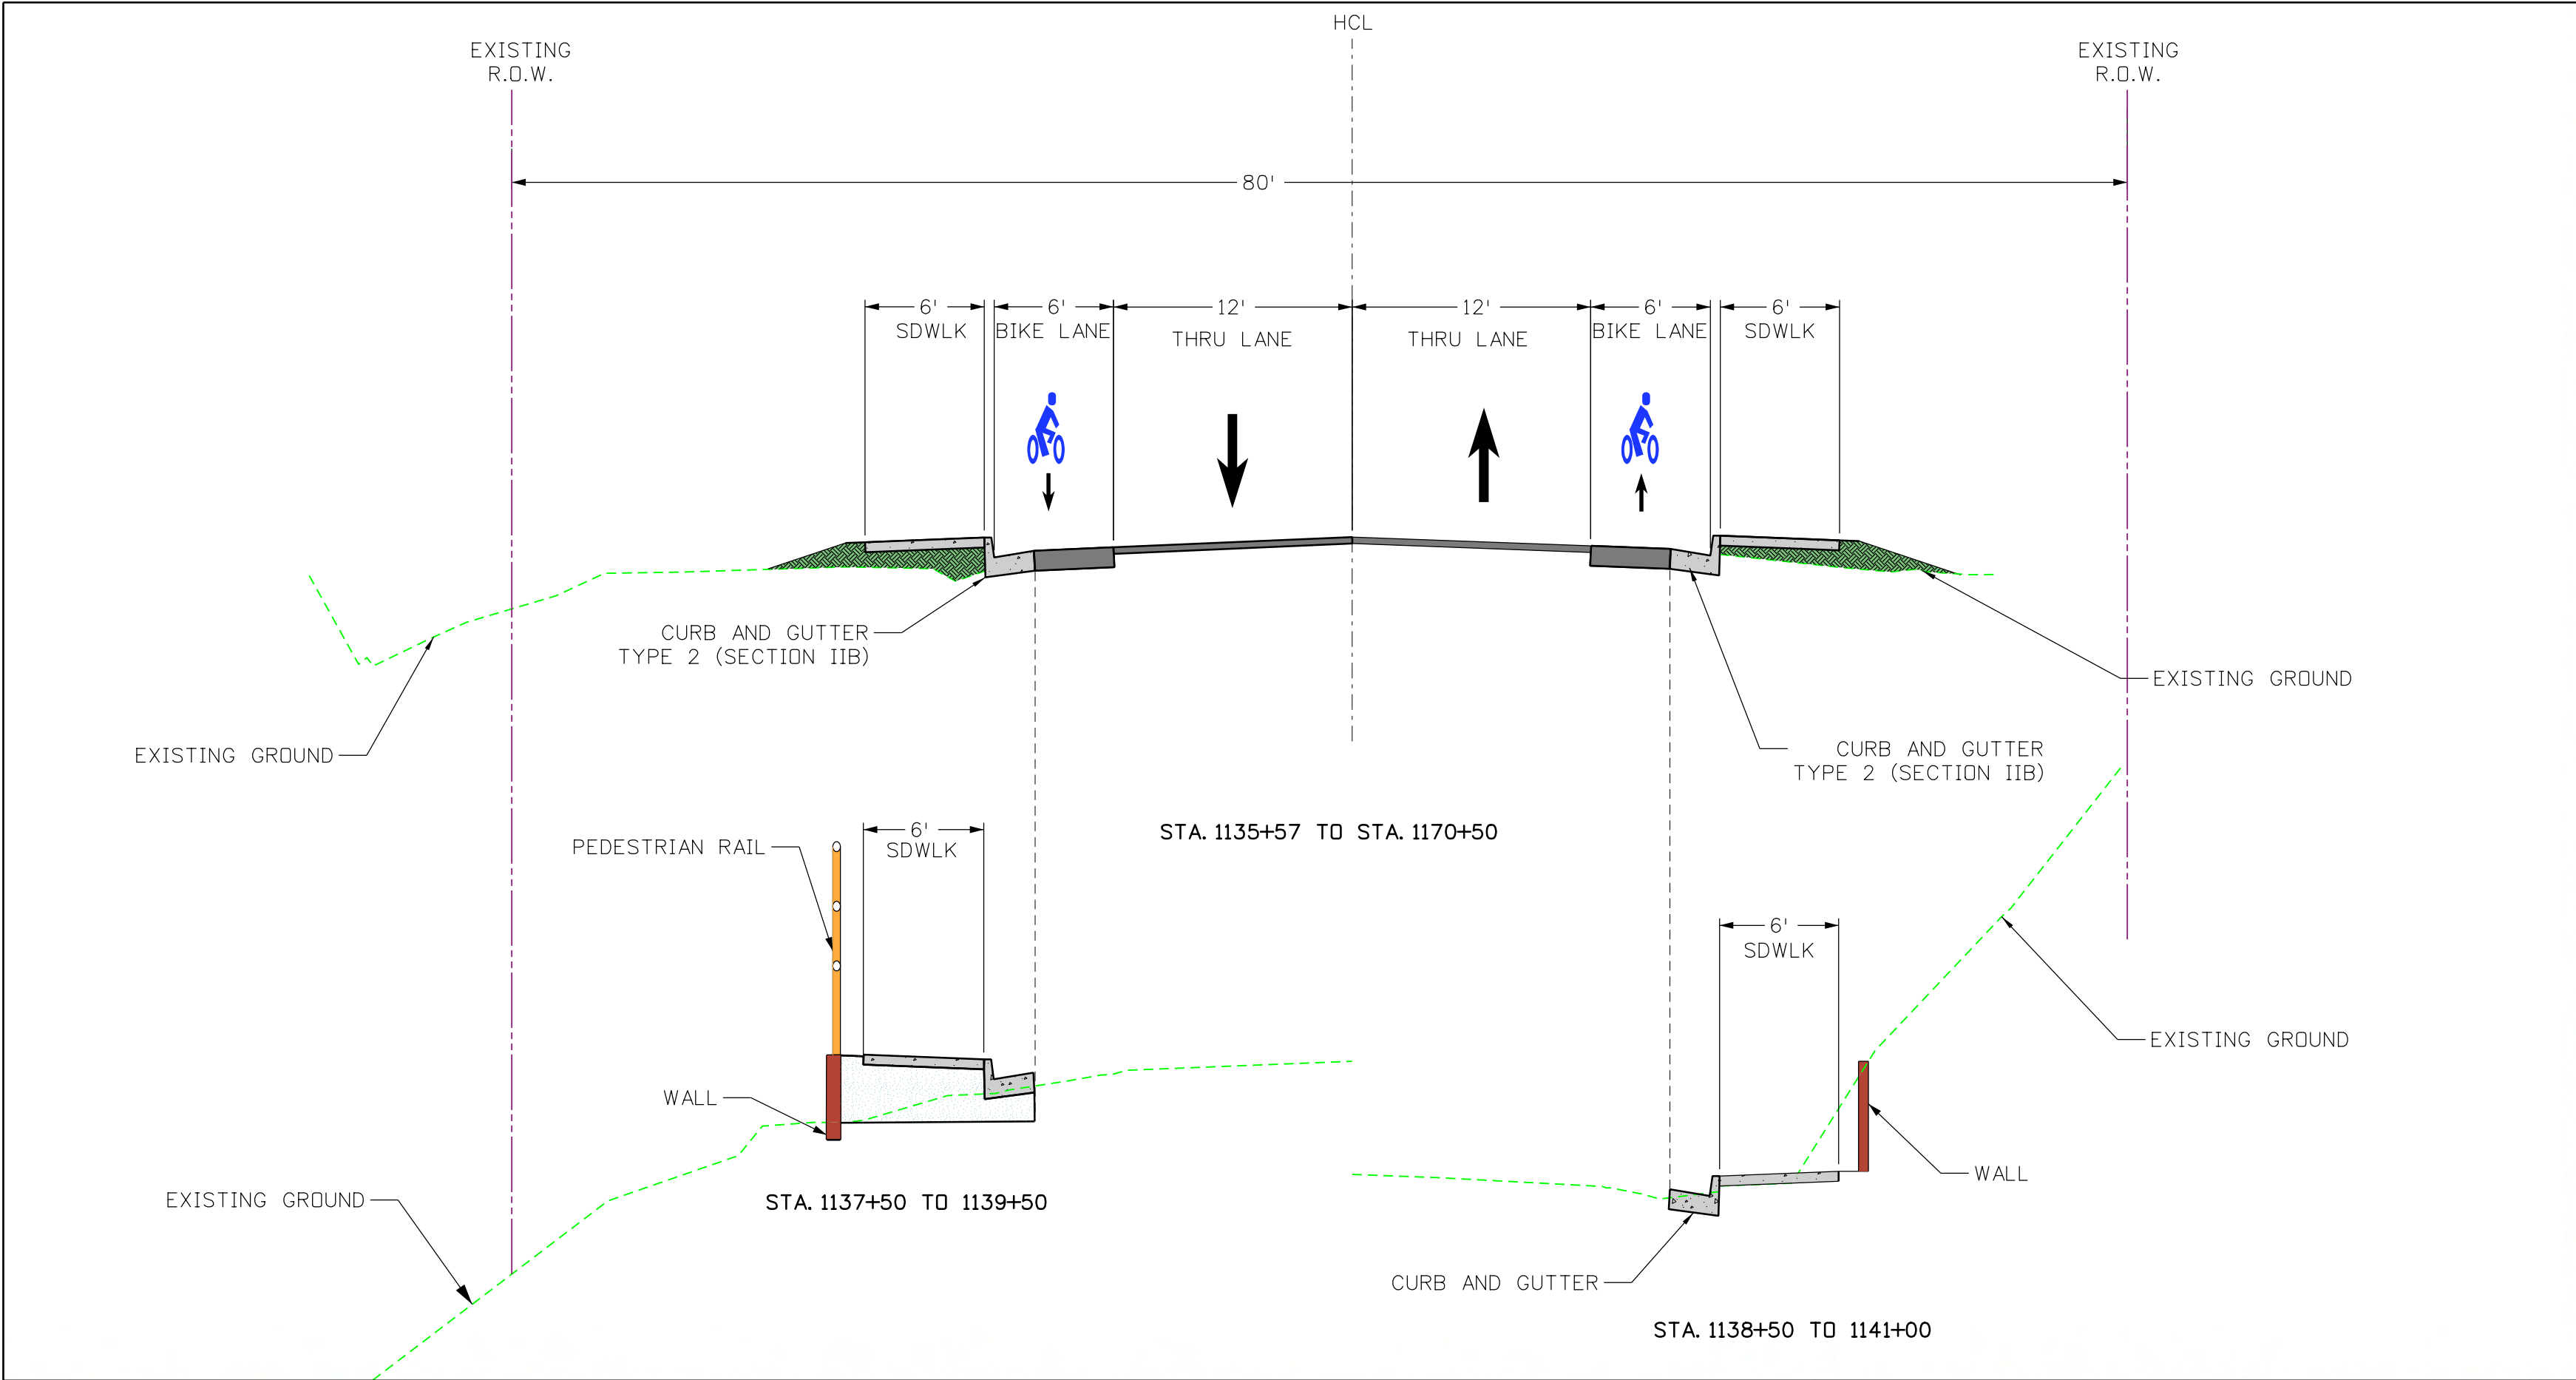 HCL
EXISTING
R.O.W.
EXISTING
R.O.W.
80'
6'
SDWLK
6'
BIKE LANE
12'
THRU LANE
12'
THRU LANE
6'
BIKE LANE
6'
SDWLK
CURB AND GUTTER
TYPE 2 (SECTION IIB)
EXISTING GROUND
EXISTING GROUND
CURB AND GUTTER
TYPE 2 (SECTION IIB)
STA. 1135+57 TO STA. 1170+50
PEDESTRIAN RAIL
6'
SDWLK
6'
SDWLK
EXISTING GROUND
WALL
WALL
EXISTING GROUND
STA. 1137+50 TO 1139+50
CURB AND GUTTER
STA. 1138+50 TO 1141+00